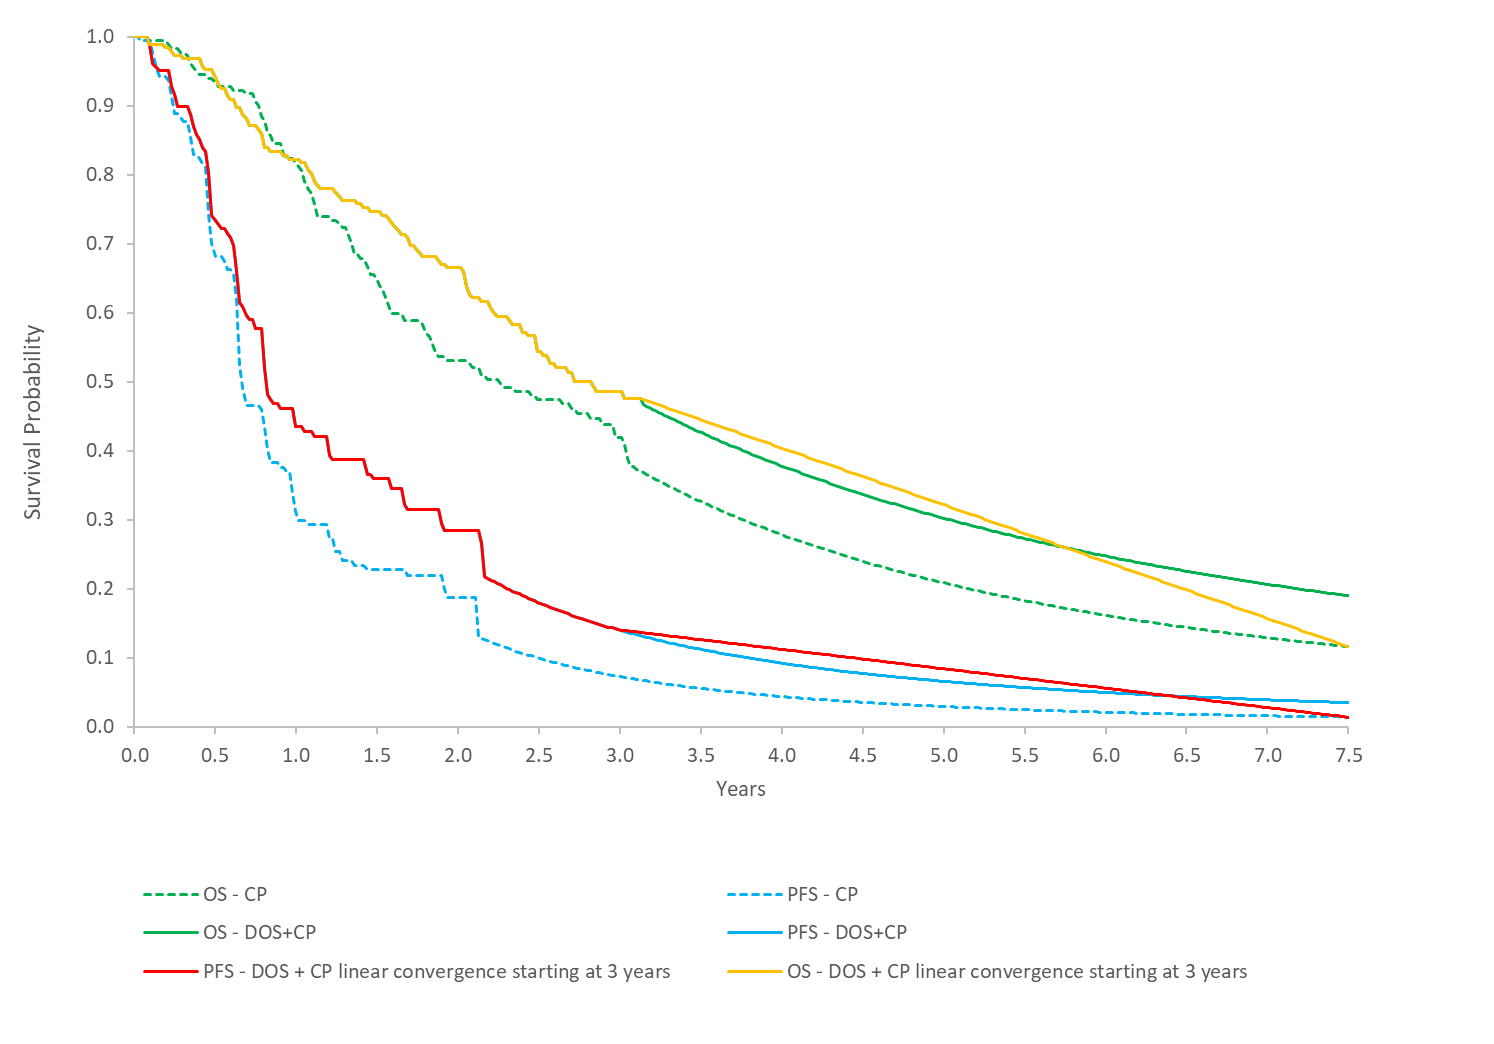 1.0
0.9
0.8
0.7
0.6
0.5
0.4
0.3
0.2
0.1
0.0
Survival Probability
0.0 0.5 1.0 1.5 2.0 2.5 3.0 3.5 4.0 4.5 5.0 5.5 6.0 6.5 7.0 7.5
Years
OS - CP PFS - CP
OS - DOS+CP PFS - DOS+CP
PFS - DOS + CP linear convergence starting at 3 years OS - DOS + CP linear convergence starting at 3 years